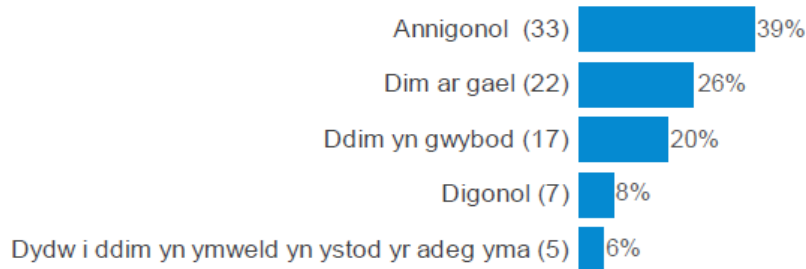 Annigonol (33) 39%
Dim ar gael (22) 26%
Ddim yn gwybod (17) 20%
Digonol (7) 8%
Dydw i ddim yn ymweld yn ystod yr adeg yma (5) 6%